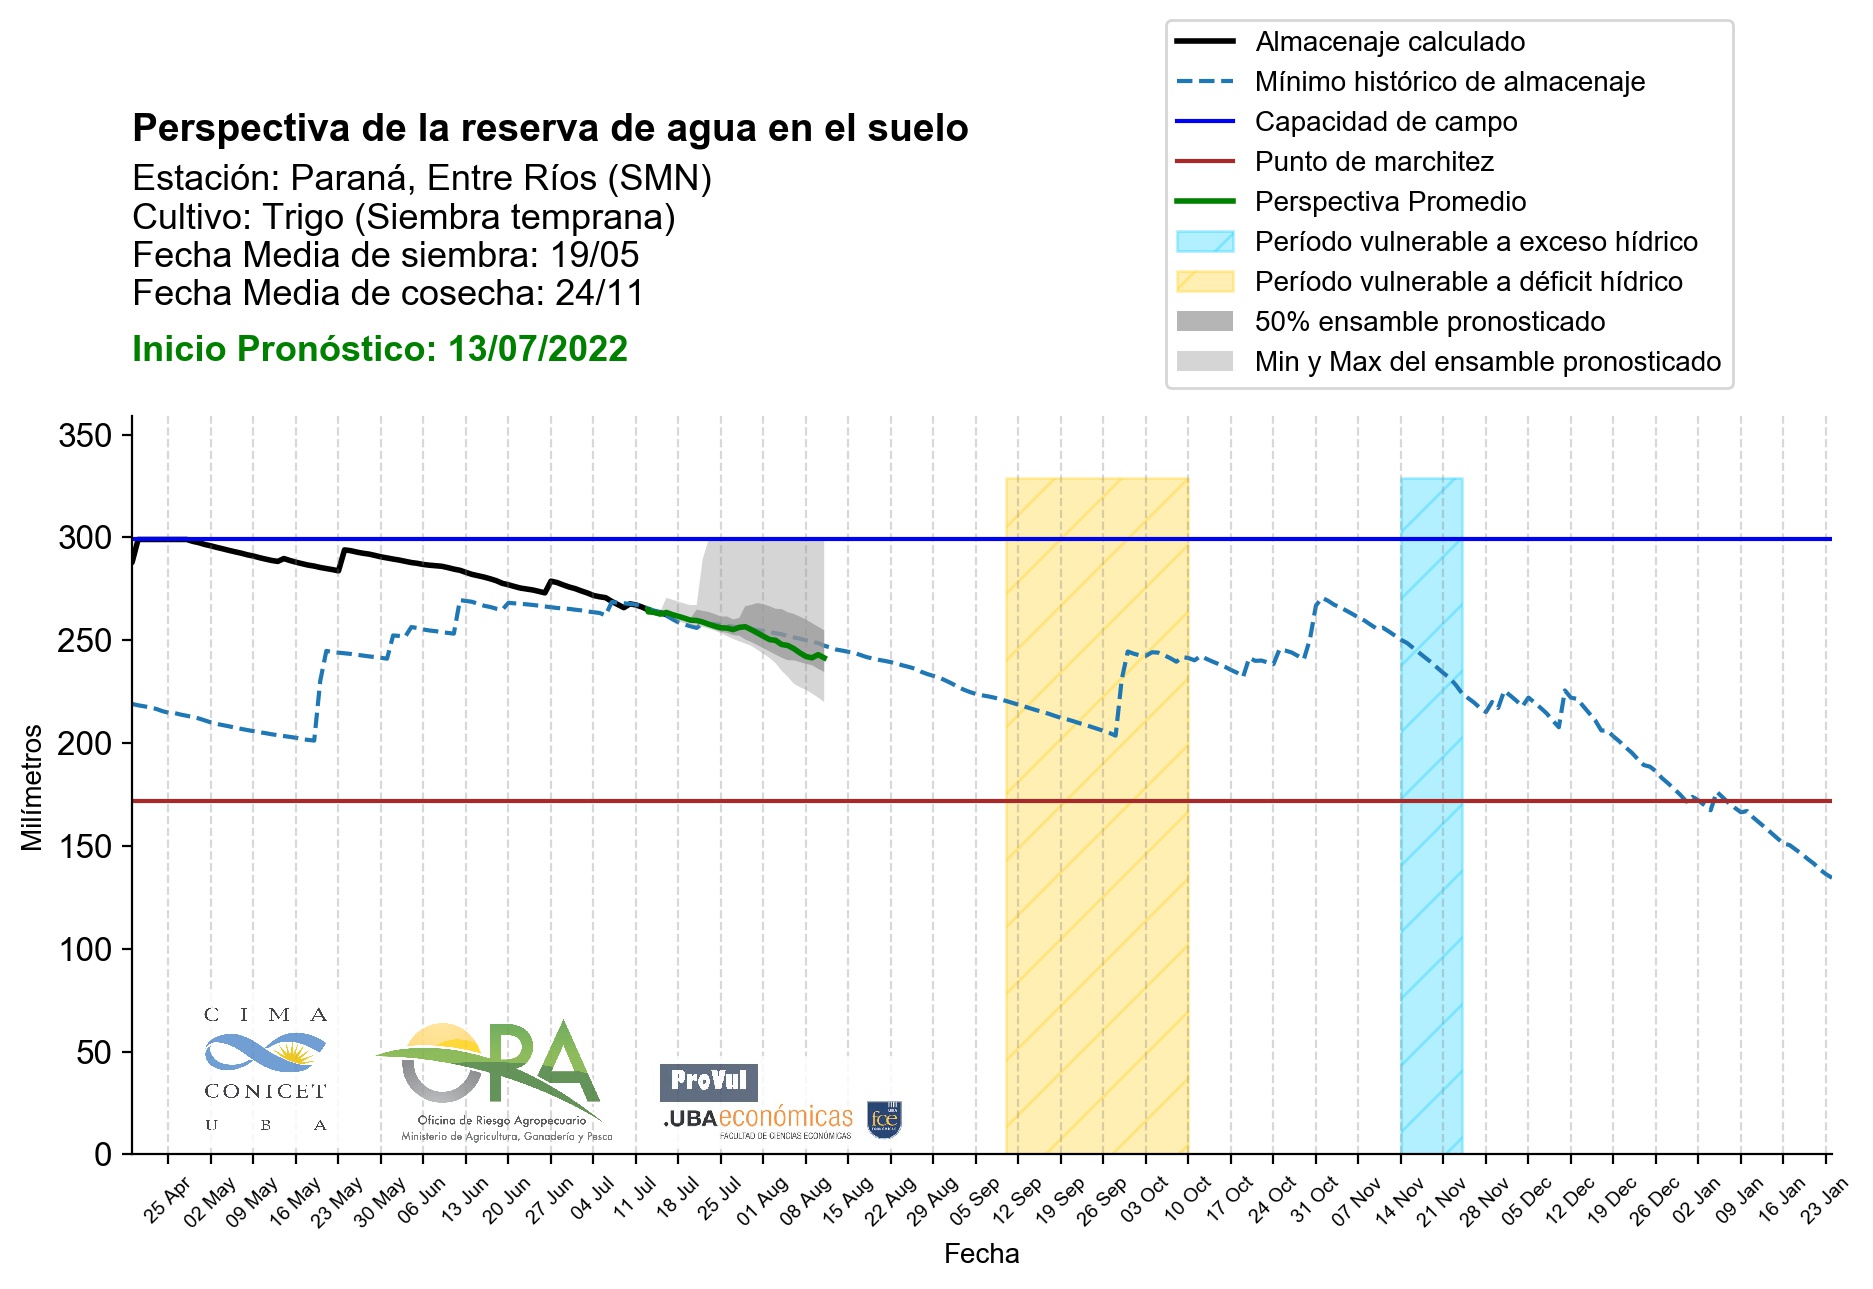 Almacenaje calculado
Mínimo histórico de almacenaje
Capacidad de campo
Punto de marchitez
Perspectiva Promedio
Período vulnerable a exceso hídrico
Período vulnerable a déficit hídrico
50% ensamble pronosticado
Min y Max del ensamble pronosticado
Perspectiva de la reserva de agua en el suelo
Estación: Paraná, Entre Ríos (SMN)
Cultivo: Trigo (Siembra temprana)
Fecha Media de siembra: 19/05
Fecha Media de cosecha: 24/11
Inicio Pronóstico: 13/07/2022
Milímetros
350
300
250
200
150
100
50
0
CIMA
CONICET
UBA
ORA
Oficina de Riesgo Agropecuario
Ministerio de Agricultura, Ganadería y Pesca
ProVul
.UBAeconómicas
FACULTAD DE CIENCIAS ECONÓMICAS
fce
25 Apr
02 May
09 May
16 May
23 May
30 May
06 Jun
13 Jun
20 Jun
27 Jun
04 Jul
11 Jul
18 Jul
25 Jul
01 Aug
08 Aug
15 Aug
22 Aug
29 Aug
05 Sep
12 Sep
19 Sep
26 Sep
03 Oct
10 Oct
17 Oct
24 Oct
31 Oct
07 Nov
14 Nov
21 Nov
28 Nov
05 Dec
12 Dec
19 Dec
26 Dec
02 Jan
09 Jan
16 Jan
23 Jan
Fecha